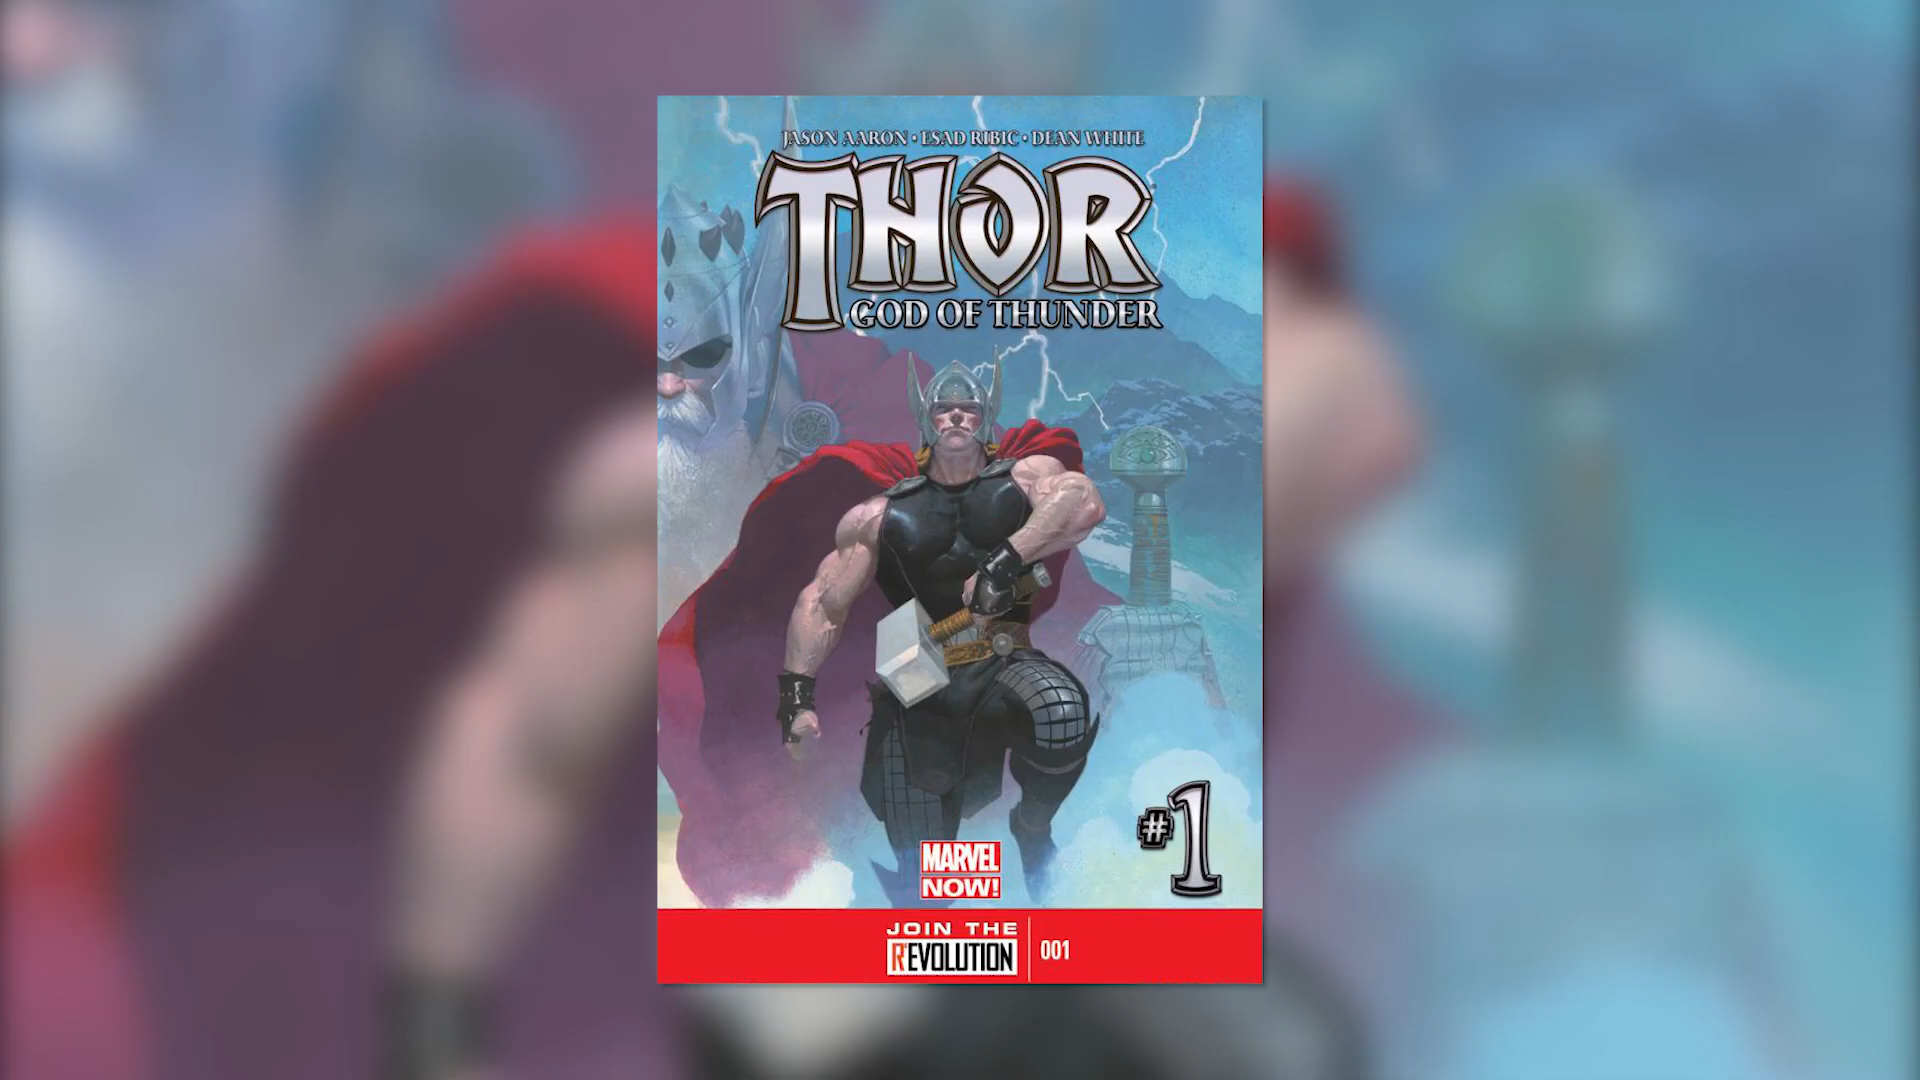 JASON AARON • ESAD RIBIC • DEAN WHITE
THOR
GOD OF THUNDER
#1
MARVEL
NOW!
JOIN THE
REVOLUTION
001